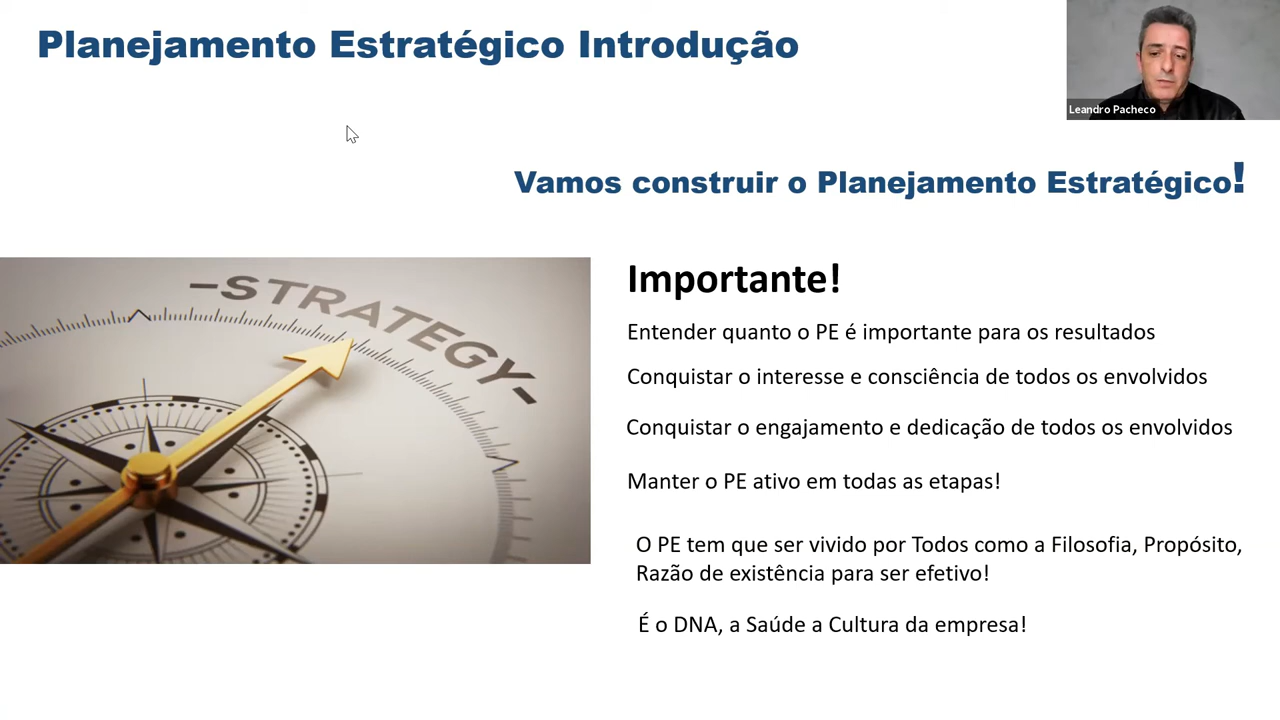 Planejamento Estratégico Introdução
Leandro Pacheco
Vamos construir o Planejamento Estratégico!
-STRATEGY-
Importante!
Entender quanto o PE é importante para os resultados
Conquistar o interesse e consciência de todos os envolvidos
Conquistar o engajamento e dedicação de todos os envolvidos
Manter o PE ativo em todas as etapas!
O PE tem que ser vivido por Todos como a Filosofia, Propósito,
Razão de existência para ser efetivo!
É o DNA, a Saúde a Cultura da empresa!